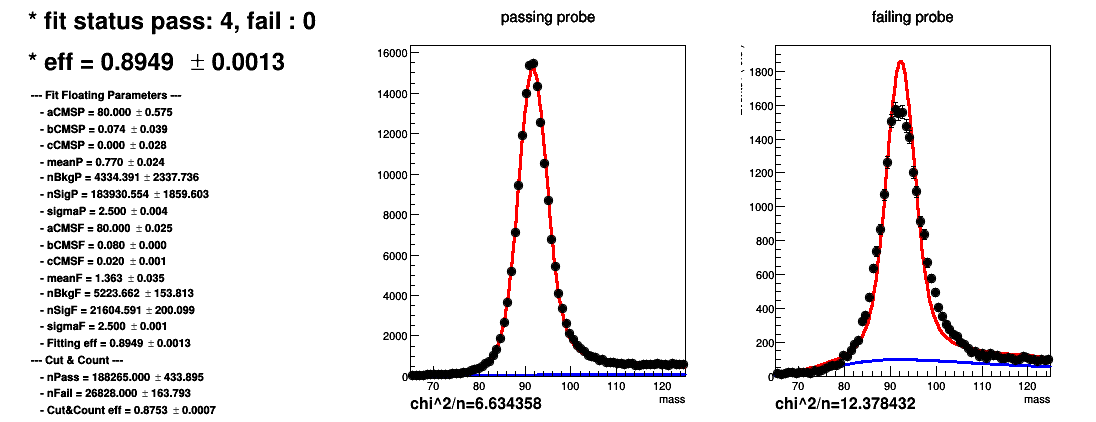 * fit status pass: 4, fail : 0
* eff = 0.8949 ± 0.0013
--- Fit Floating Parameters ---
- aCMSP = 80.000 ± 0.575
- bCMSP = 0.074 ± 0.039
- cCMSP = 0.000 ± 0.028
- meanP = 0.770 ± 0.024
- nBkgP = 4334.391 ± 2337.736
- nSigP = 183930.554 ± 1859.603
- sigmaP = 2.500 ± 0.004
- aCMSF = 80.000 ± 0.025
- bCMSF = 0.080 ± 0.000
- cCMSF = 0.020 ± 0.001
- meanF = 1.363 ± 0.035
- nBkgF = 5223.662 ± 153.813
- nSigF = 21604.591 ± 200.099
- sigmaF = 2.500 ± 0.001
- Fitting eff = 0.8949 ± 0.0013
--- Cut & Count ---
- nPass = 188265.000 ± 433.895
- nFail = 26828.000 ± 163.793
- Cut&Count eff = 0.8753 ± 0.0007
passing probe
16000
14000
12000
10000
8000
6000
4000
2000
0
70 80 90 100 110 120
mass
chi^2/n=6.634358
failing probe
1800
1600
1400
1200
1000
800
600
400
200
0
70 80 90 100 110 120
mass
chi^2/n=12.378432